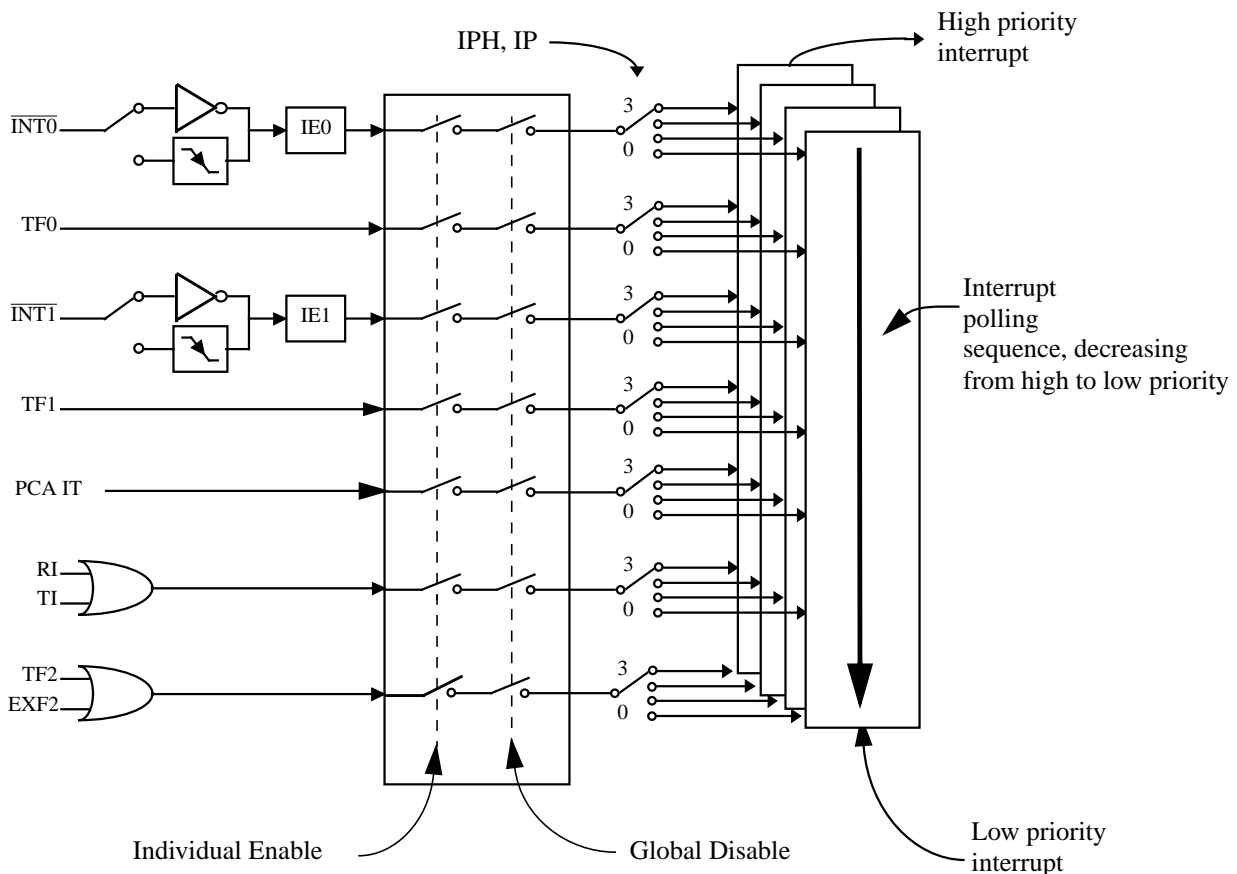 High priority
interrupt
IPH, IP
INT0
IE0
3
0
TF0
3
0
INT1
IE1
3
0
Interrupt
polling
sequence, decreasing
from high to low priority
TF1
3
0
PCA IT
3
0
RI
TI
3
0
TF2
EXF2
3
0
Individual Enable
Global Disable
Low priority
interrupt